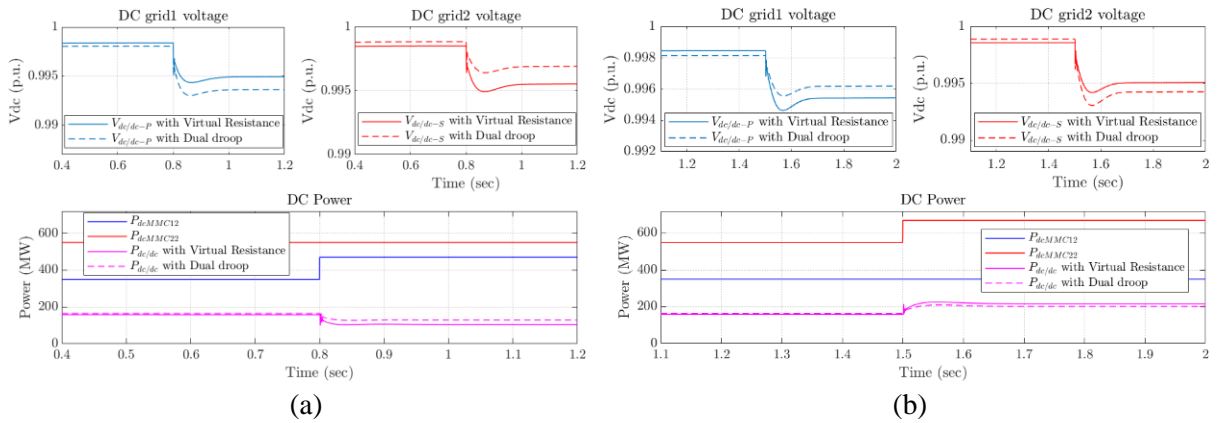 DC grid1 voltage
1
0.995
0.99
Vdc (p.u.)
V_{dc/dc-P} with Virtual Resistance
V_{dc/dc-P} with Dual droop
0.4 0.6 0.8 1 1.2
DC grid2 voltage
1
0.995
0.99
Vdc (p.u.)
V_{dc/dc-S} with Virtual Resistance
V_{dc/dc-S} with Dual droop
0.4 0.6 0.8 1 1.2
Time (sec)
DC Power
600
400
200
0
Power (MW)
P_{dcMMC12}
P_{dcMMC22}
P_{dc/dc} with Virtual Resistance
P_{dc/dc} with Dual droop
0.4 0.5 0.6 0.7 0.8 0.9 1 1.1 1.2
Time (sec)
(a)
DC grid1 voltage
1
0.998
0.996
0.994
0.992
Vdc (p.u.)
V_{dc/dc-P} with Virtual Resistance
V_{dc/dc-P} with Dual droop
1.2 1.4 1.6 1.8 2
DC grid2 voltage
1
0.995
0.99
Vdc (p.u.)
V_{dc/dc-S} with Virtual Resistance
V_{dc/dc-S} with Dual droop
1.2 1.4 1.6 1.8 2
Time (sec)
DC Power
600
400
200
0
Power (MW)
P_{dcMMC12}
P_{dcMMC22}
P_{dc/dc} with Virtual Resistance
P_{dc/dc} with Dual droop
1.1 1.2 1.3 1.4 1.5 1.6 1.7 1.8 1.9 2
Time (sec)
(b)